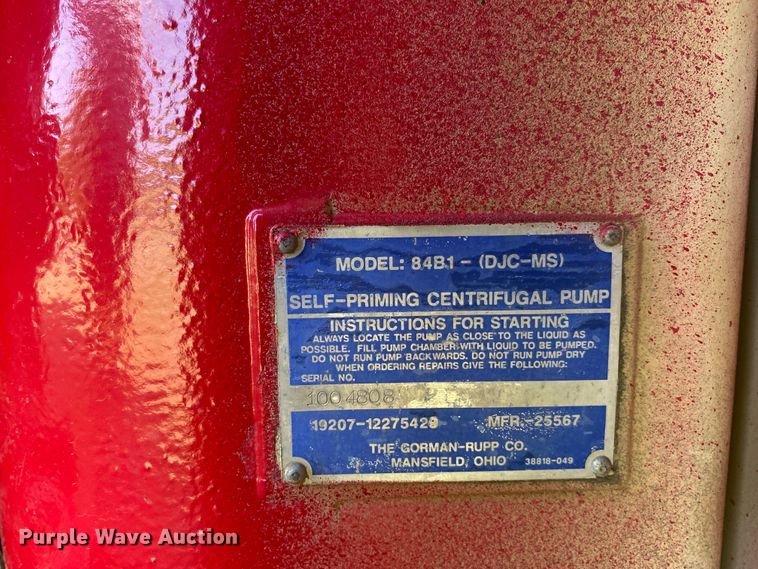 MODEL: 84B1 - (DJC-MS)
SELF-PRIMING CENTRIFUGAL PUMP
INSTRUCTIONS FOR STARTING
ALWAYS LOCATE THE PUMP AS CLOSE TO THE LIQUID AS
POSSIBLE. FILL PUMP CHAMBER WITH LIQUID TO BE PUMPED.
DO NOT RUN PUMP BACKWARDS. DO NOT RUN PUMP DRY
WHEN ORDERING REPAIRS GIVE THE FOLLOWING:
SERIAL NO.
1004808
19207-12275429 MFR.-25567
THE GORMAN-RUPP CO.
MANSFIELD, OHIO 38818-049
Purple Wave Auction